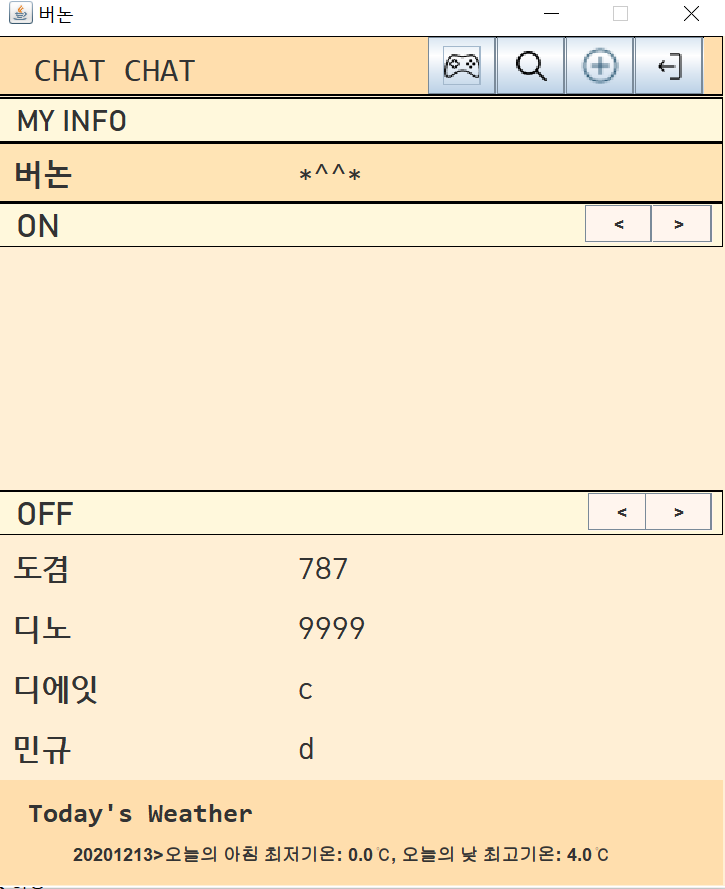 버논
CHAT CHAT
MY INFO
버논 *^^*
ON < >
OFF < >
도겸 787
디노 9999
디에잇 c
민규 d
Today's Weather
20201213>오늘의 아침 최저기온: 0.0℃, 오늘의 낮 최고기온: 4.0℃